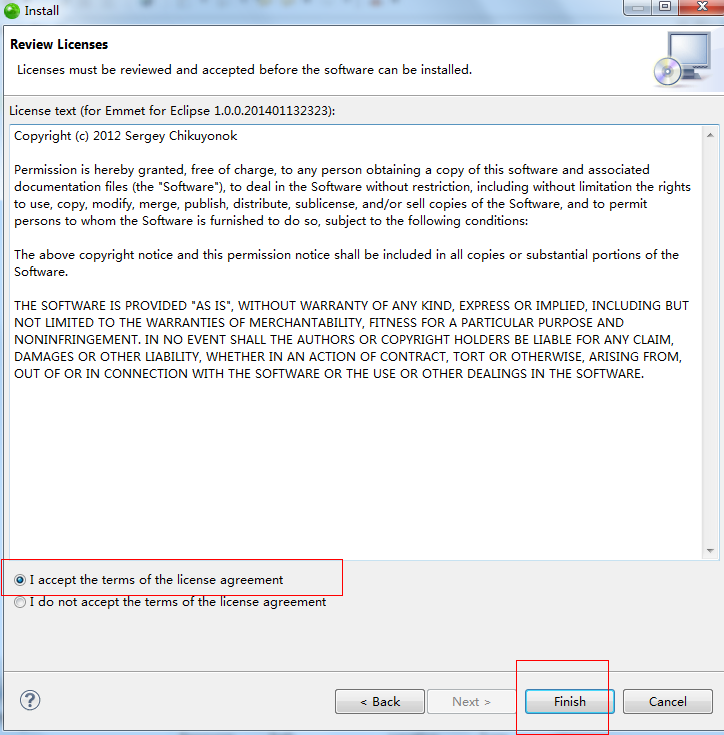 Install
Review Licenses
Licenses must be reviewed and accepted before the software can be installed.
License text (for Emmet for Eclipse 1.0.0.201401132323):
Copyright (c) 2012 Sergey Chikuyonok
Permission is hereby granted, free of charge, to any person obtaining a copy of this software and associated
documentation files (the "Software"), to deal in the Software without restriction, including without limitation the rights
to use, copy, modify, merge, publish, distribute, sublicense, and/or sell copies of the Software, and to permit
persons to whom the Software is furnished to do so, subject to the following conditions:
The above copyright notice and this permission notice shall be included in all copies or substantial portions of the
Software.
THE SOFTWARE IS PROVIDED "AS IS", WITHOUT WARRANTY OF ANY KIND, EXPRESS OR IMPLIED, INCLUDING BUT
NOT LIMITED TO THE WARRANTIES OF MERCHANTABILITY, FITNESS FOR A PARTICULAR PURPOSE AND
NONINFRINGEMENT. IN NO EVENT SHALL THE AUTHORS OR COPYRIGHT HOLDERS BE LIABLE FOR ANY CLAIM,
DAMAGES OR OTHER LIABILITY, WHETHER IN AN ACTION OF CONTRACT, TORT OR OTHERWISE, ARISING FROM,
OUT OF OR IN CONNECTION WITH THE SOFTWARE OR THE USE OR OTHER DEALINGS IN THE SOFTWARE.
I accept the terms of the license agreement
I do not accept the terms of the license agreement
? < Back Next > Finish Cancel